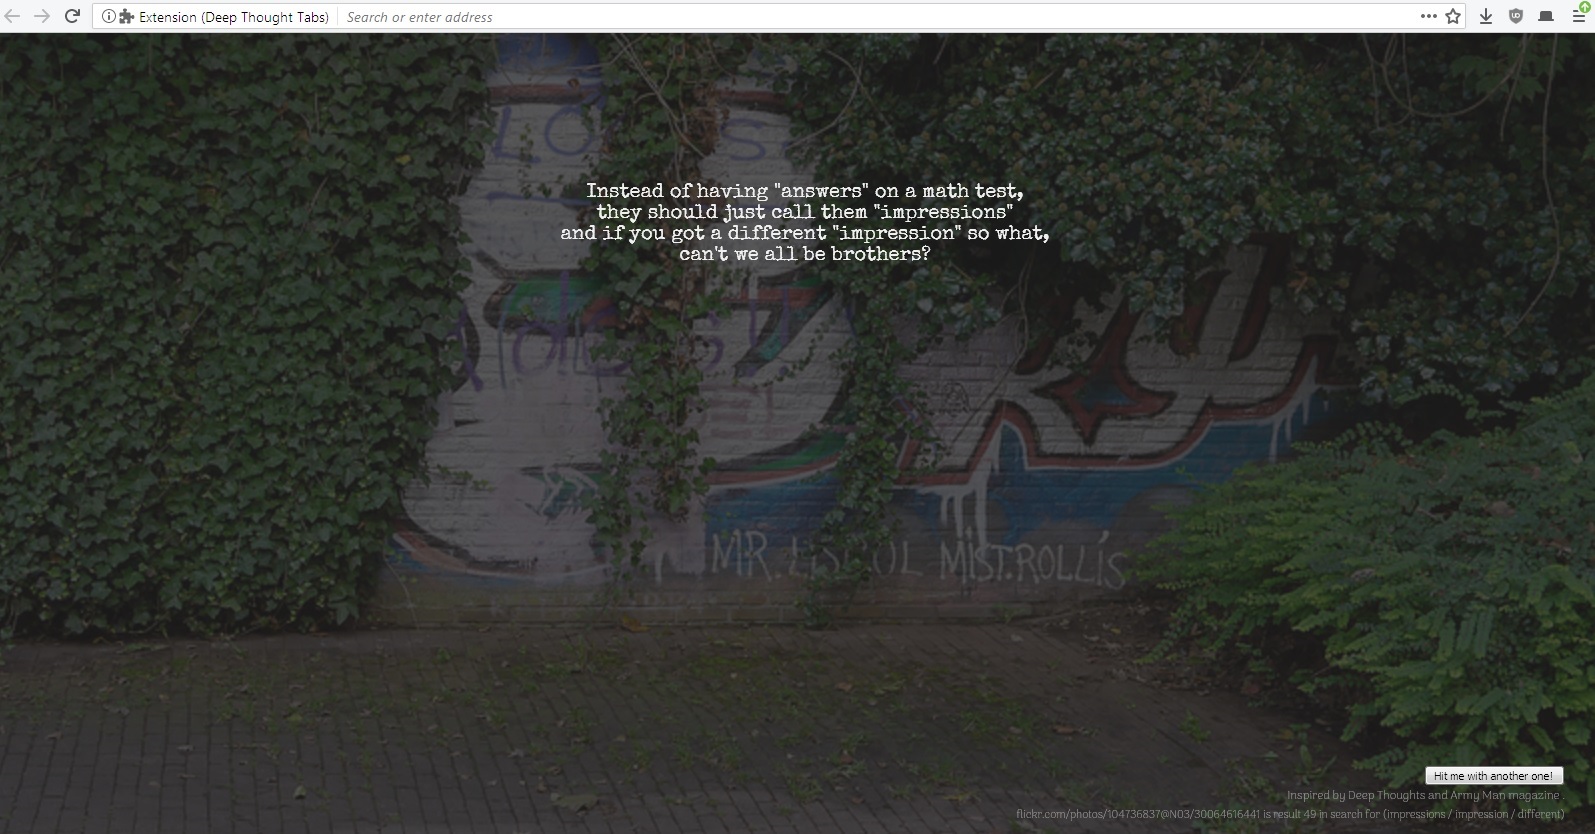 Extension (Deep Thought Tabs) Search or enter address
Instead of having "answers" on a math test,
they should just call them "impressions"
and if you got a different "impression" so what,
can't we all be brothers?
MR. MIST.ROLLÍS
Hit me with another one!
Inspired by Deep Thoughts and Army Man magazine .
flickr.com/photos/104736837@N03/30064616441 is result 49 in search for (impressions / impression / different)